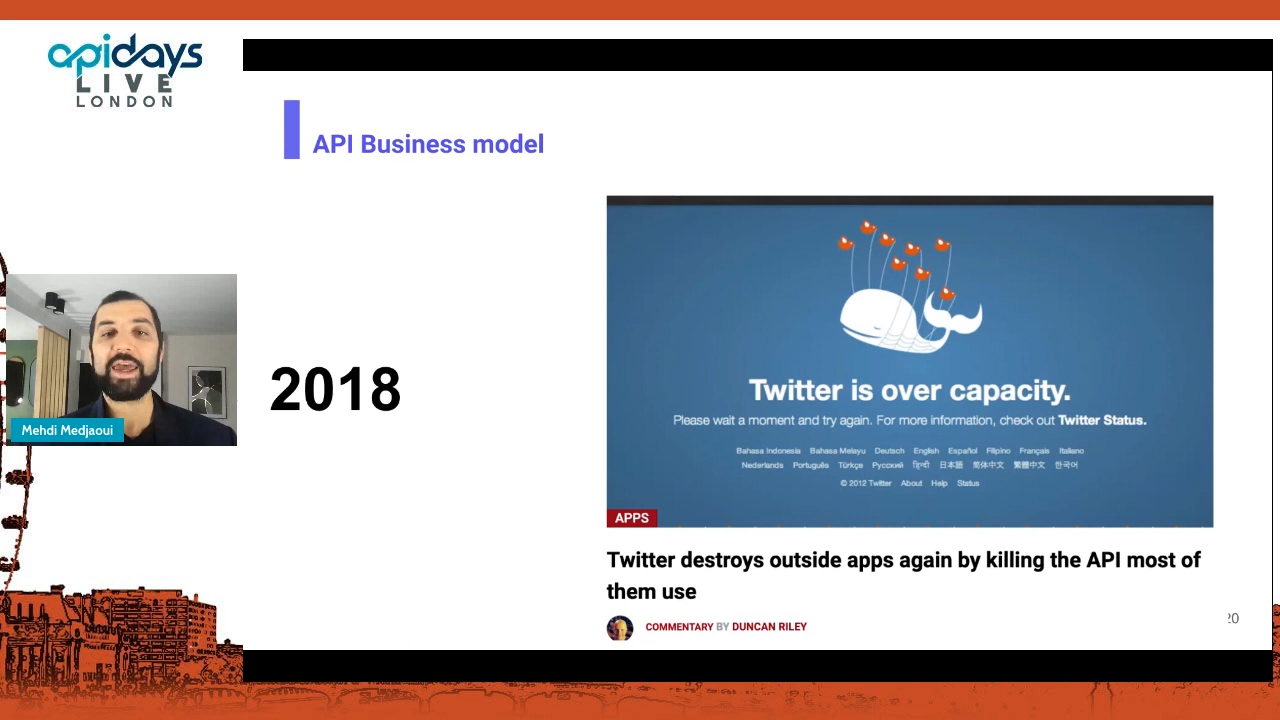 apidays
LIVE
LONDON
API Business model
Mehdi Medjaoui
2018
Twitter is over capacity.
Please wait a moment and try again. For more information, check out Twitter Status.
Bahasa Indonesia Bahasa Melayu Deutsch English Español Filipino Français Italiano
Nederlands Português Türkçe Русский हिन्दी 日本語 简体中文 繁體中文 한국어
© 2012 Twitter About Help Status
APPS
Twitter destroys outside apps again by killing the API most of
them use
COMMENTARY BY DUNCAN RILEY
20